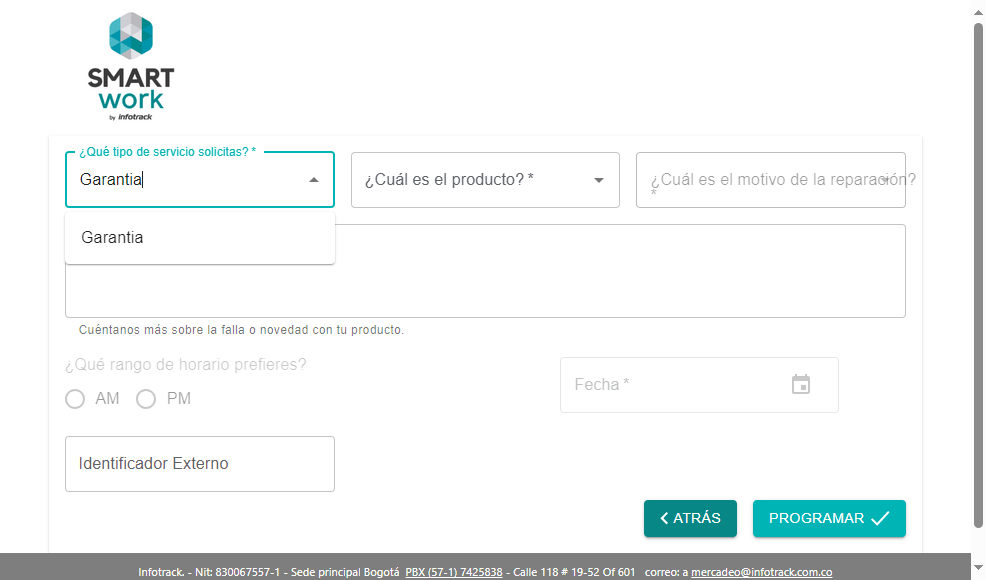 SMART
work
by infotrack
¿Qué tipo de servicio solicitas? *
Garantia
¿Cuál es el producto? *
¿Cuál es el motivo de la reparación?
*
Garantia
Cuéntanos más sobre la falla o novedad con tu producto.
¿Qué rango de horario prefieres?
AM PM
Fecha *
Identificador Externo
ATRÁS
PROGRAMAR
Infotrack. - Nit: 830067557-1 - Sede principal Bogotá PBX (57-1) 7425838 - Calle 118 # 19-52 Of 601 correo: a mercadeo@infotrack.com.co